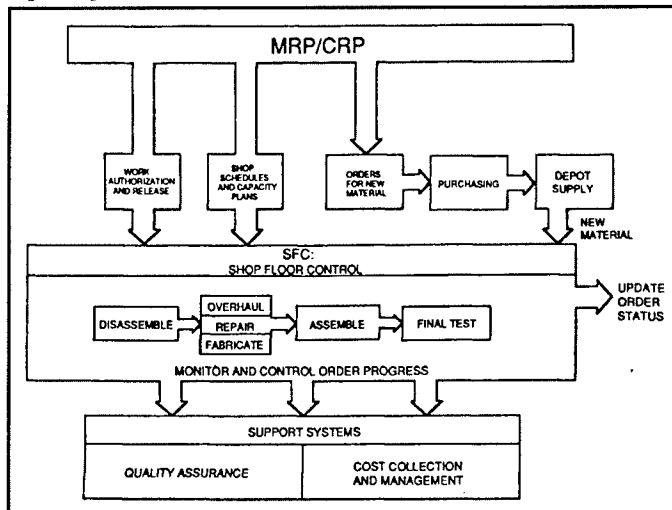 MRP/CRP
WORK
AUTHORIZATION
AND RELEASE
SHOP
SCHEDULES
AND CAPACITY
PLANS
ORDERS
FOR NEW
MATERIAL
PURCHASING
DEPOT
SUPPLY
NEW
MATERIAL
SFC:
SHOP FLOOR CONTROL
DISASSEMBLE
OVERHAUL
REPAIR
FABRICATE
ASSEMBLE
FINAL TEST
UPDATE
ORDER
STATUS
MONITOR AND CONTROL ORDER PROGRESS
SUPPORT SYSTEMS
QUALITY ASSURANCE
COST COLLECTION
AND MANAGEMENT